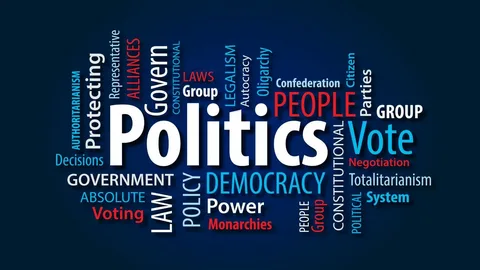 AUTHORITARIANISM
Protecting
Representative
ALLIANCES
Govern
CONSTITUTIONAL
LAWS
Group
LEGALISM
Autocracy
Oligarchy
Confederation
PEOPLE
Citizen
Parties
GROUP
Politics
Vote
Decisions
Negotiation
GOVERNMENT
ABSOLUTE
Voting
LAW
POLICY
DEMOCRACY
Power
Monarchies
PEOPLE
Group
CONSTITUTIONAL
Totalitarianism
POLITICAL
System